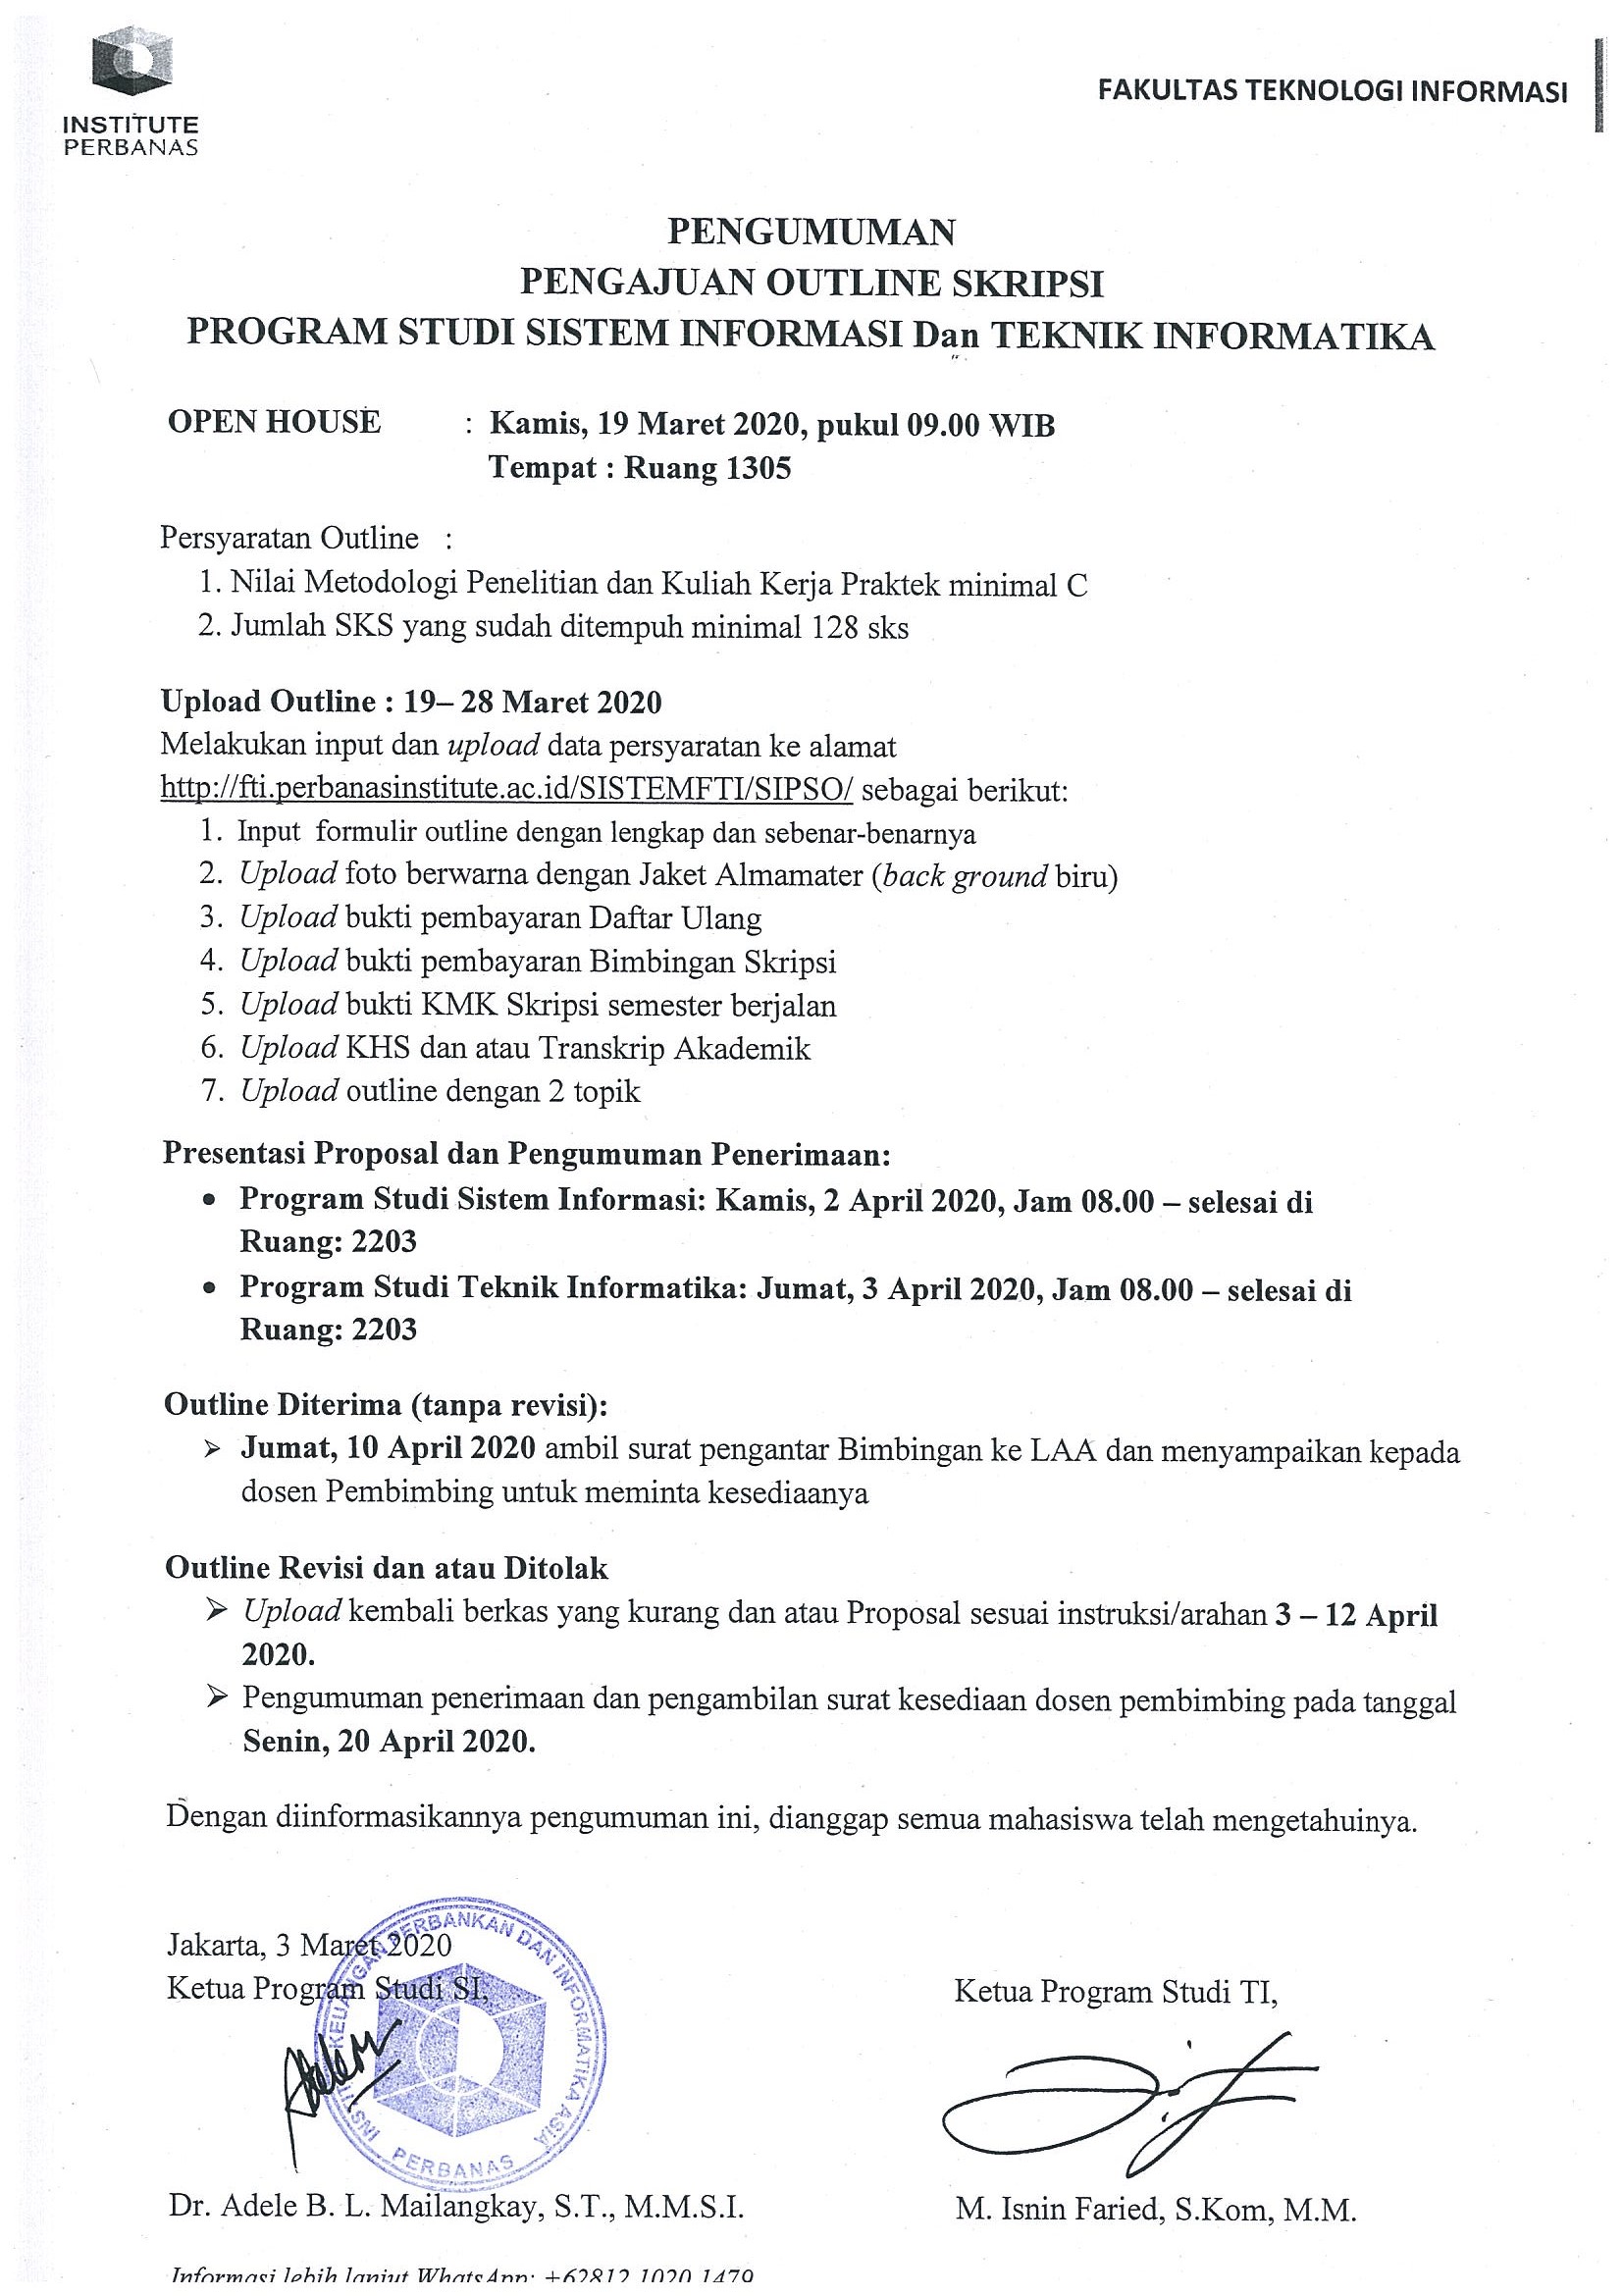 INSTITUTE
PERBANAS
FAKULTAS TEKNOLOGI INFORMASI
PENGUMUMAN
PENGAJUAN OUTLINE SKRIPSI
PROGRAM STUDI SISTEM INFORMASI Dan TEKNIK INFORMATIKA
OPEN HOUSE : Kamis, 19 Maret 2020, pukul 09.00 WIB
Tempat : Ruang 1305
Persyaratan Outline :
1. Nilai Metodologi Penelitian dan Kuliah Kerja Praktek minimal C
2. Jumlah SKS yang sudah ditempuh minimal 128 sks
Upload Outline : 19– 28 Maret 2020
Melakukan input dan upload data persyaratan ke alamat
http://fti.perbanasinstitute.ac.id/SISTEMFTI/SIPSO/ sebagai berikut:
1. Input formulir outline dengan lengkap dan sebenar-benarnya
2. Upload foto berwarna dengan Jaket Almamater (back ground biru)
3. Upload bukti pembayaran Daftar Ulang
4. Upload bukti pembayaran Bimbingan Skripsi
5. Upload bukti KMK Skripsi semester berjalan
6. Upload KHS dan atau Transkrip Akademik
7. Upload outline dengan 2 topik
Presentasi Proposal dan Pengumuman Penerimaan:
• Program Studi Sistem Informasi: Kamis, 2 April 2020, Jam 08.00 – selesai di
Ruang: 2203
• Program Studi Teknik Informatika: Jumat, 3 April 2020, Jam 08.00 – selesai di
Ruang: 2203
Outline Diterima (tanpa revisi):
➢ Jumat, 10 April 2020 ambil surat pengantar Bimbingan ke LAA dan menyampaikan kepada
dosen Pembimbing untuk meminta kesediaanya
Outline Revisi dan atau Ditolak
➢ Upload kembali berkas yang kurang dan atau Proposal sesuai instruksi/arahan 3 – 12 April
2020.
➢ Pengumuman penerimaan dan pengambilan surat kesediaan dosen pembimbing pada tanggal
Senin, 20 April 2020.
Dengan diinformasikannya pengumuman ini, dianggap semua mahasiswa telah mengetahuinya.
Jakarta, 3 Maret 2020
Ketua Program Studi SI,
Ketua Program Studi TI,
KEUANGAN PERBANKAN DAN INFORMATIKA ASIA
PERBANAS
Dr. Adele B. L. Mailangkay, S.T., M.M.S.I.
M. Isnin Faried, S.Kom, M.M.
Informasi lebih lanjut WhatsApp: +62812 1020 1479